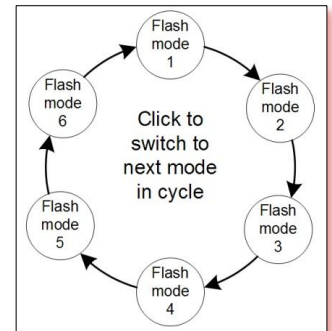 Flash
mode
1
Flash
mode
2
Flash
mode
3
Flash
mode
4
Flash
mode
5
Flash
mode
6
Click to
switch to
next mode
in cycle